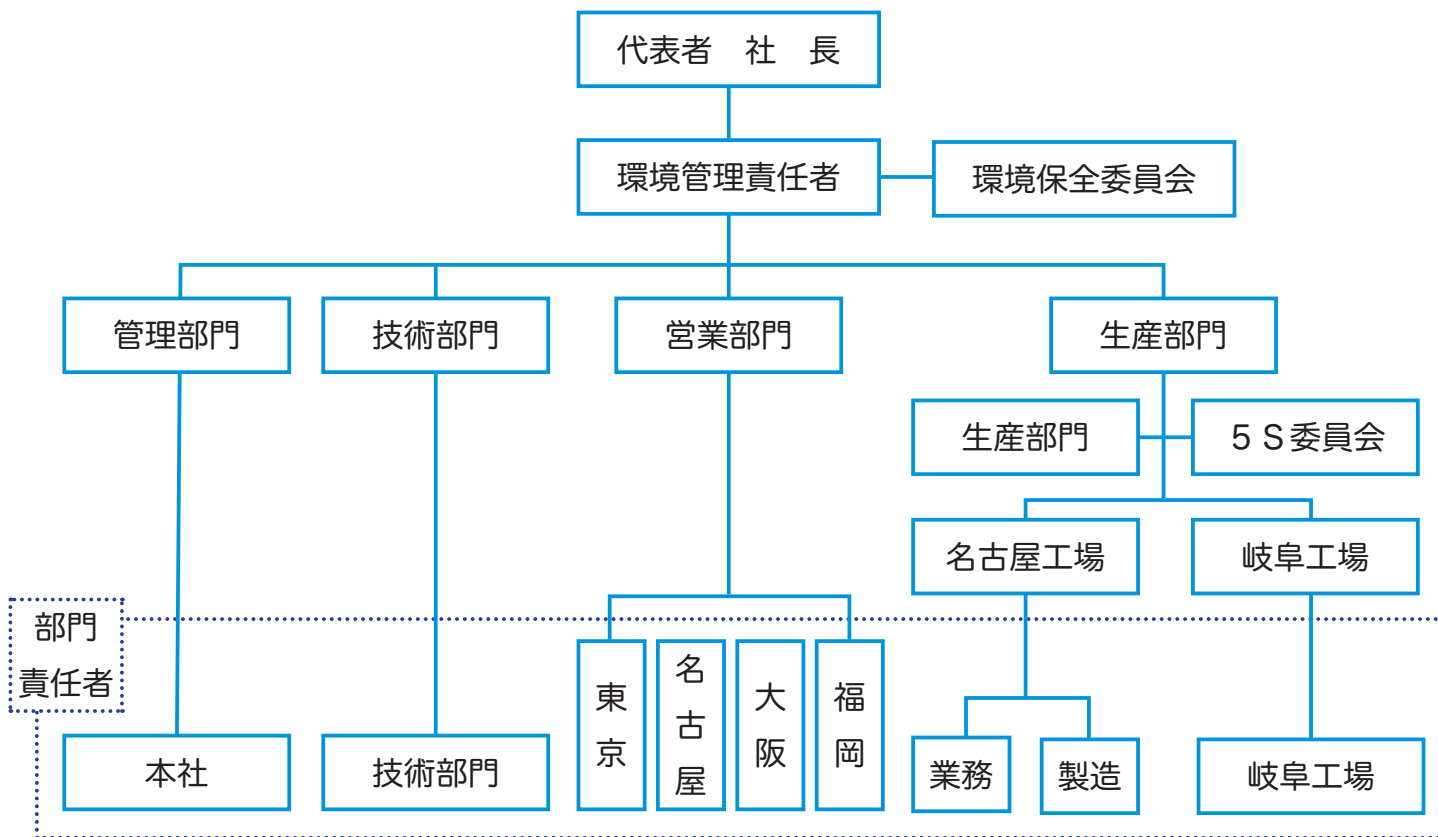 代表者　社　長
環境管理責任者
環境保全委員会
管理部門
技術部門
営業部門
生産部門
生産部門
５Ｓ委員会
名古屋工場
岐阜工場
部門
責任者
東京
名古屋
大阪
福岡
本社
技術部門
業務
製造
岐阜工場